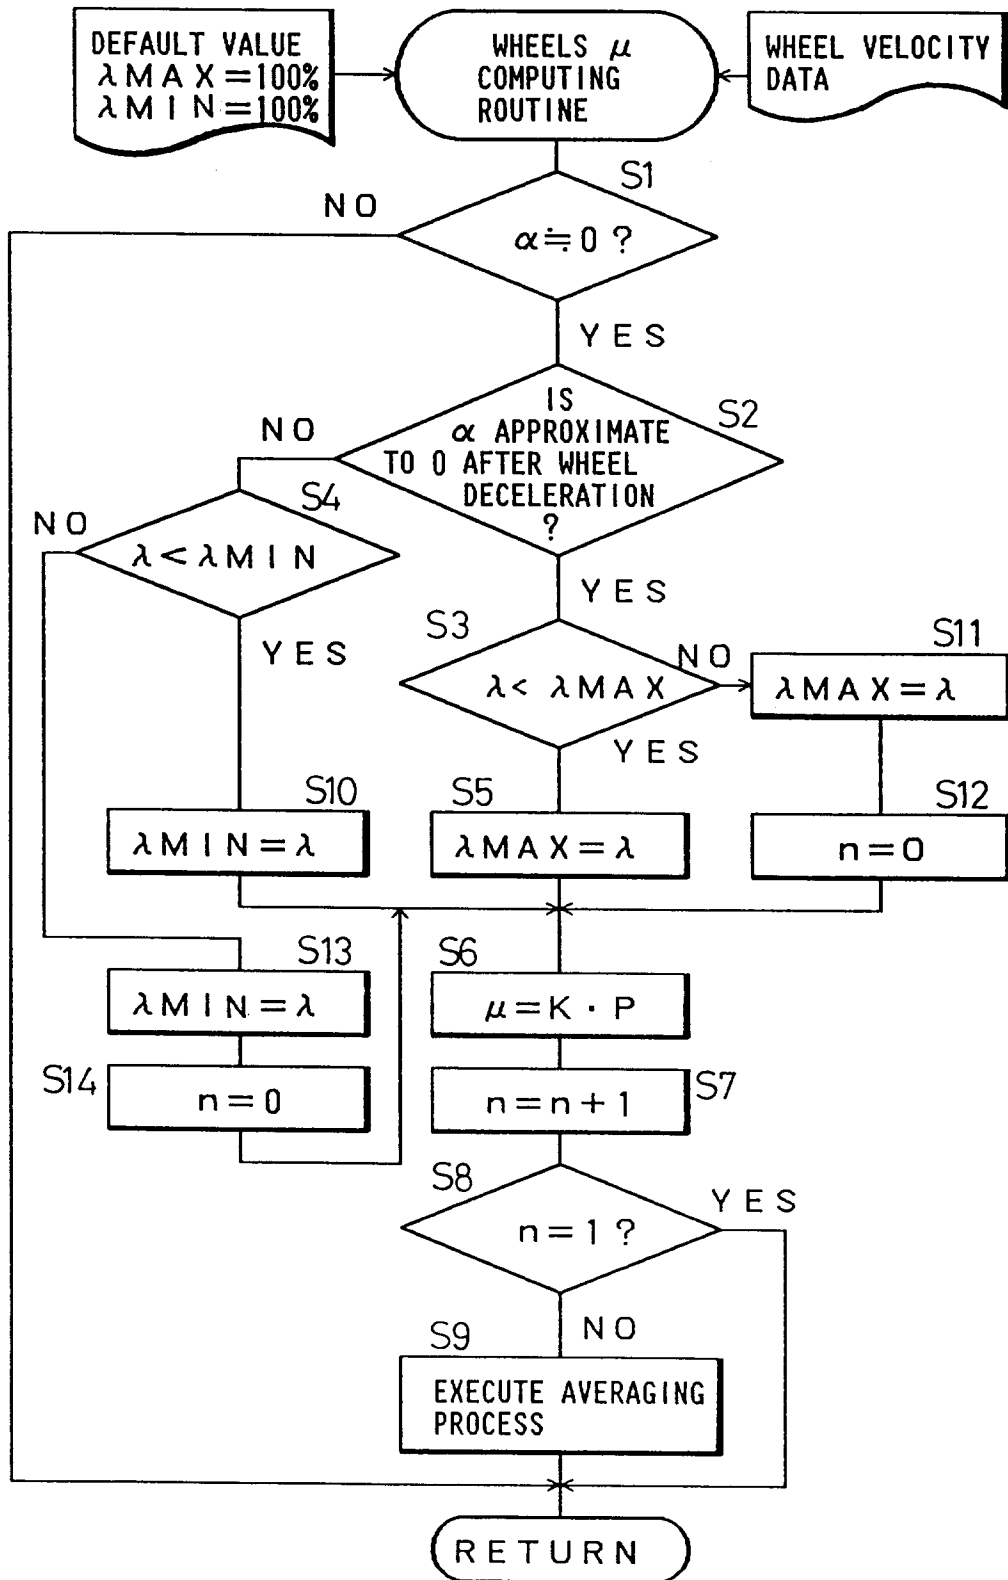 DEFAULT VALUE
λMAX=100%
λMIN=100%
WHEELS μ
COMPUTING
ROUTINE
WHEEL VELOCITY
DATA
S1
NO
α≒0?
YES
S2
IS
α APPROXIMATE
TO 0 AFTER WHEEL
DECELERATION
?
NO
S4
NO
λ<λMIN
YES
YES
S3
λ< λMAX
NO
S11
λMAX=λ
YES
S10
λMIN=λ
S5
λMAX=λ
S12
n=0
S13
λMIN=λ
S6
μ=K·P
S14
n=0
S7
n=n+1
S8
n=1?
YES
NO
S9
EXECUTE AVERAGING
PROCESS
RETURN